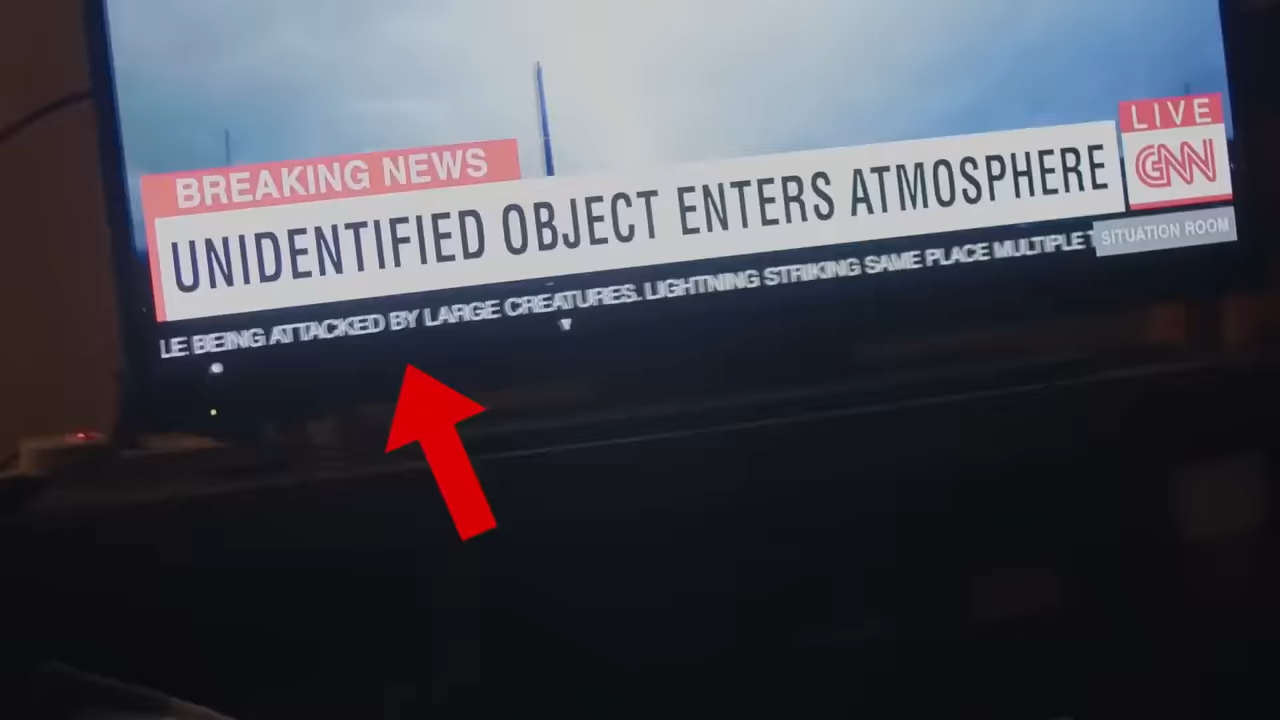 BREAKING NEWS
UNIDENTIFIED OBJECT ENTERS ATMOSPHERE
LIVE
GNN
SITUATION ROOM
LE BEING ATTACKED BY LARGE CREATURES. LIGHTNING STRIKING SAME PLACE MULTIPLE T